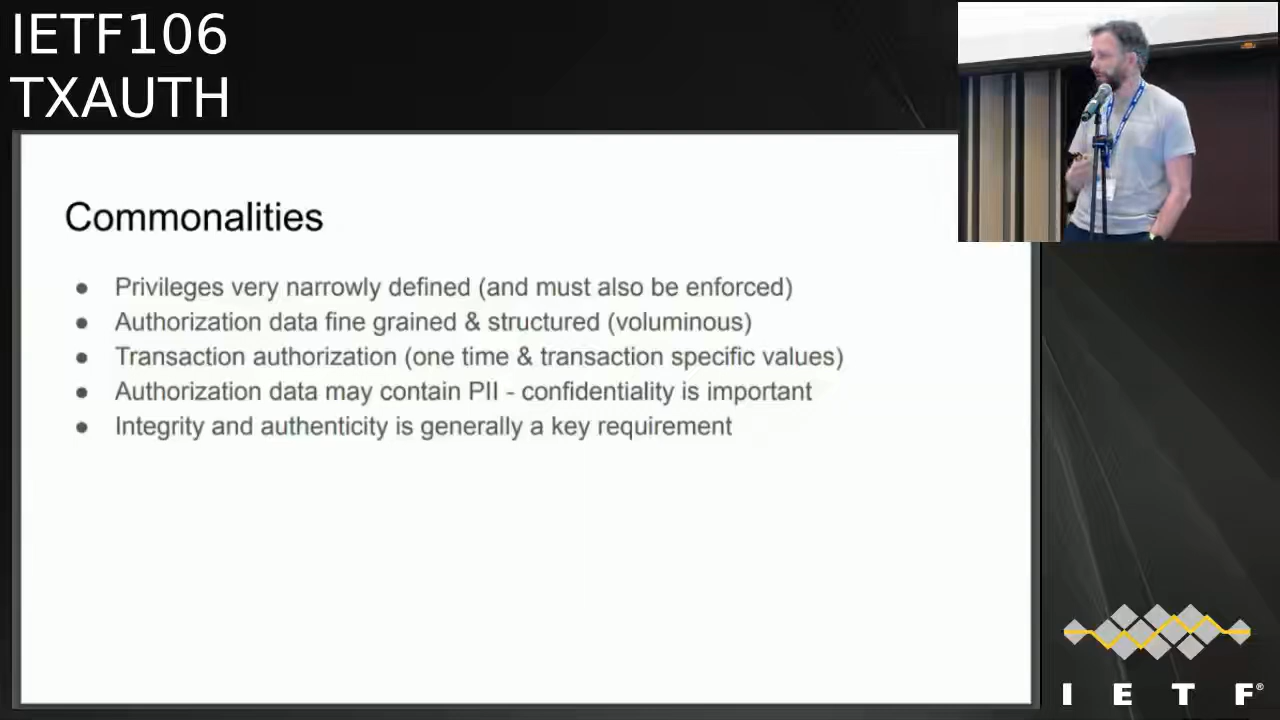 IETF106
TXAUTH
Commonalities
● Privileges very narrowly defined (and must also be enforced)
● Authorization data fine grained & structured (voluminous)
● Transaction authorization (one time & transaction specific values)
● Authorization data may contain PII - confidentiality is important
● Integrity and authenticity is generally a key requirement
I E T F®